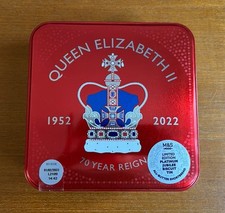 QUEEN ELIZABETH II
1952
2022
70 YEAR REIGN
M&S
LIMITED
EDITION
PLATINUM
JUBILEE
BISCUIT
TIN